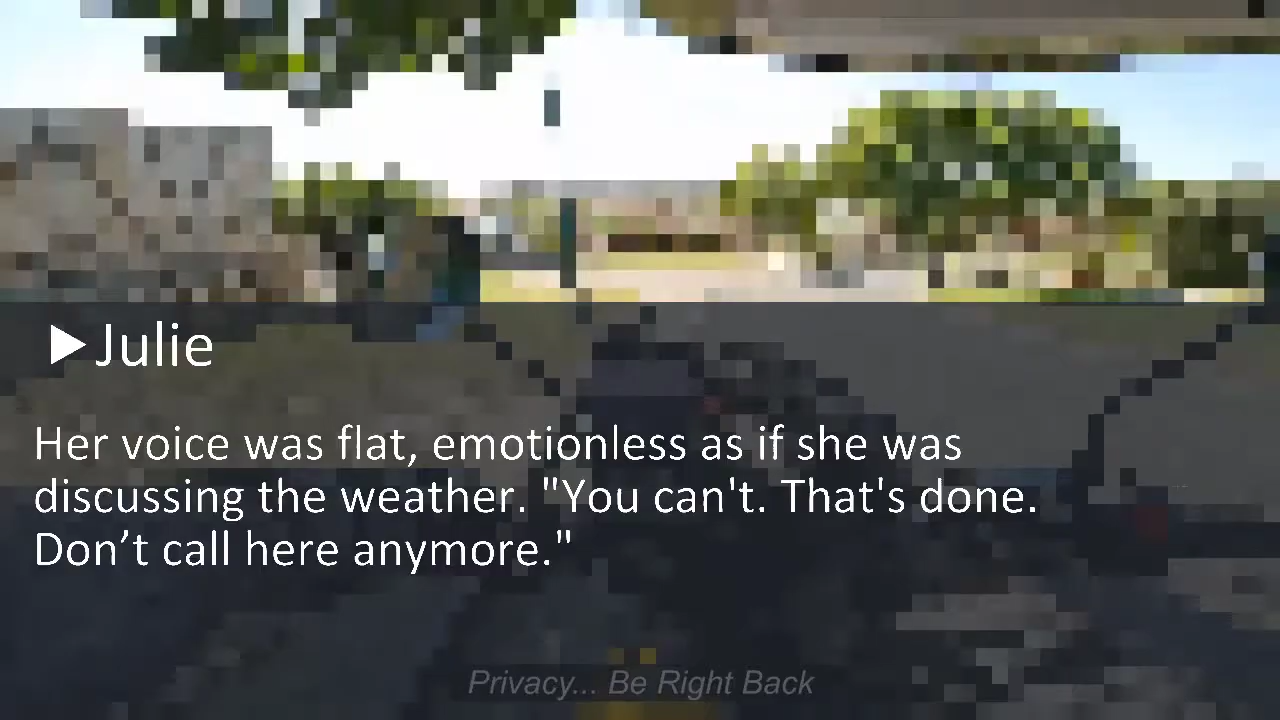 ▶Julie
Her voice was flat, emotionless as if she was
discussing the weather. "You can't. That's done.
Don’t call here anymore."
Privacy... Be Right Back